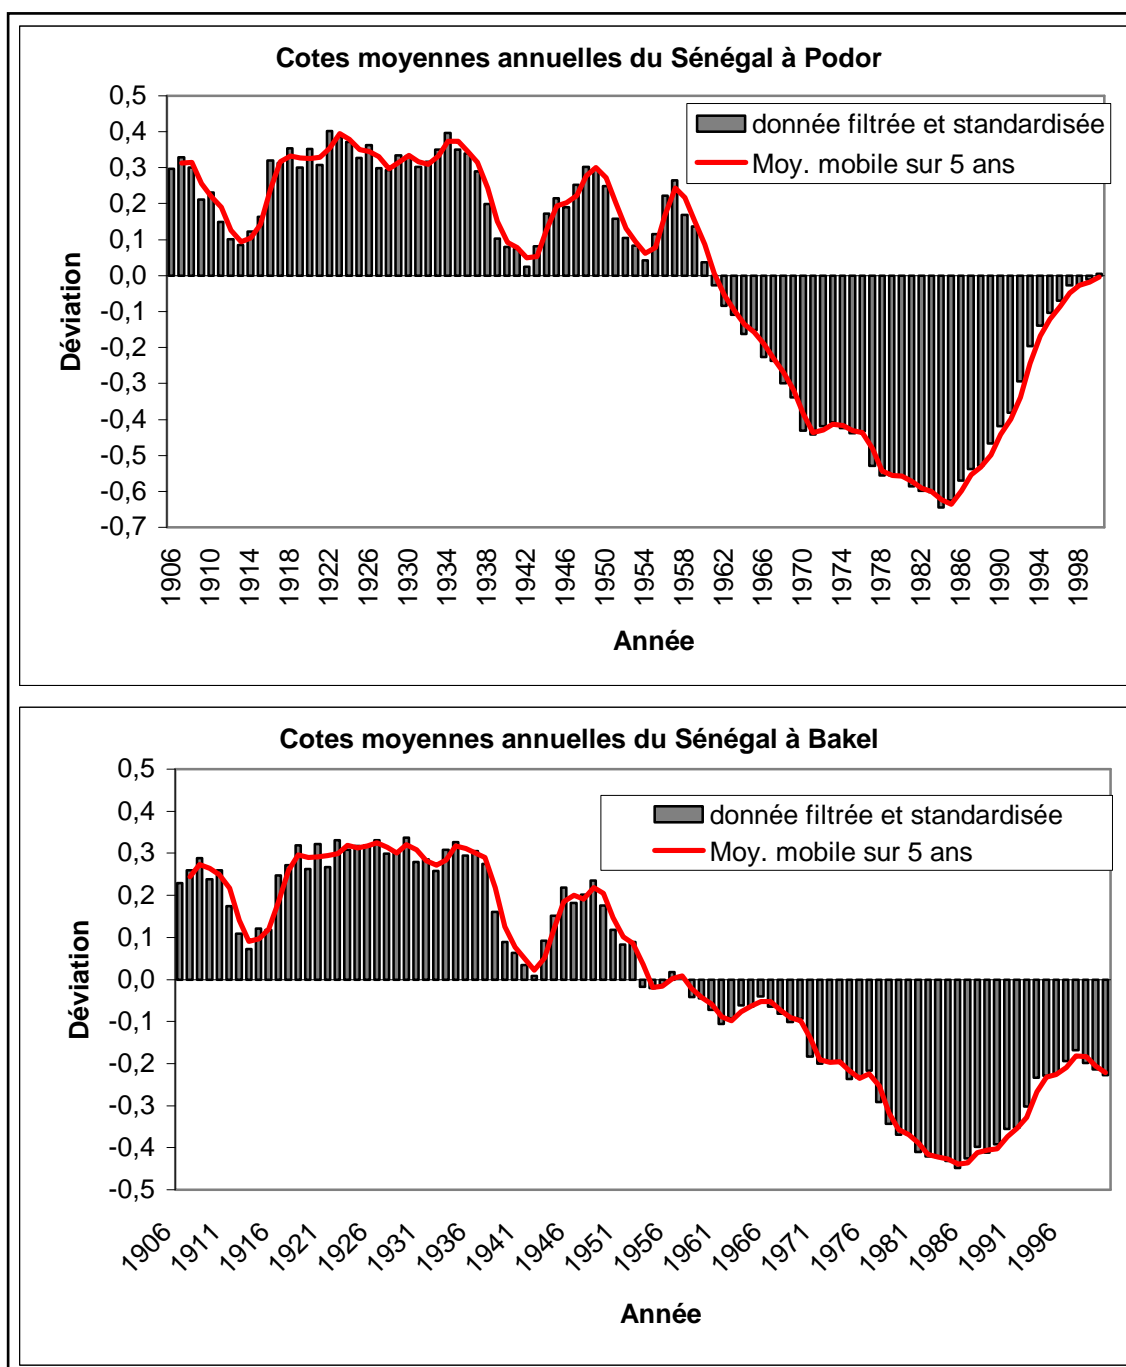 Cotes moyennes annuelles du Sénégal à Podor
0,5
0,4
0,3
0,2
0,1
0,0
-0,1
-0,2
-0,3
-0,4
-0,5
-0,6
-0,7
Déviation
donnée filtrée et standardisée
Moy. mobile sur 5 ans
1906 1910 1914 1918 1922 1926 1930 1934 1938 1942 1946 1950 1954 1958 1962 1966 1970 1974 1978 1982 1986 1990 1994 1998
Année
Cotes moyennes annuelles du Sénégal à Bakel
0,5
0,4
0,3
0,2
0,1
0,0
-0,1
-0,2
-0,3
-0,4
-0,5
Déviation
donnée filtrée et standardisée
Moy. mobile sur 5 ans
1906 1911 1916 1921 1926 1931 1936 1941 1946 1951 1956 1961 1966 1971 1976 1981 1986 1991 1996
Année